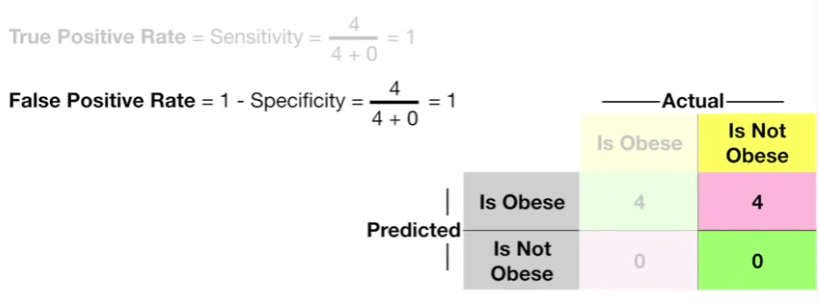 True Positive Rate = Sensitivity = 4 / 4 + 0 = 1
False Positive Rate = 1 - Specificity = 4 / 4 + 0 = 1
Actual
Is Obese
Is Not
Obese
Is Obese 4 4
Predicted
Is Not
Obese
0 0